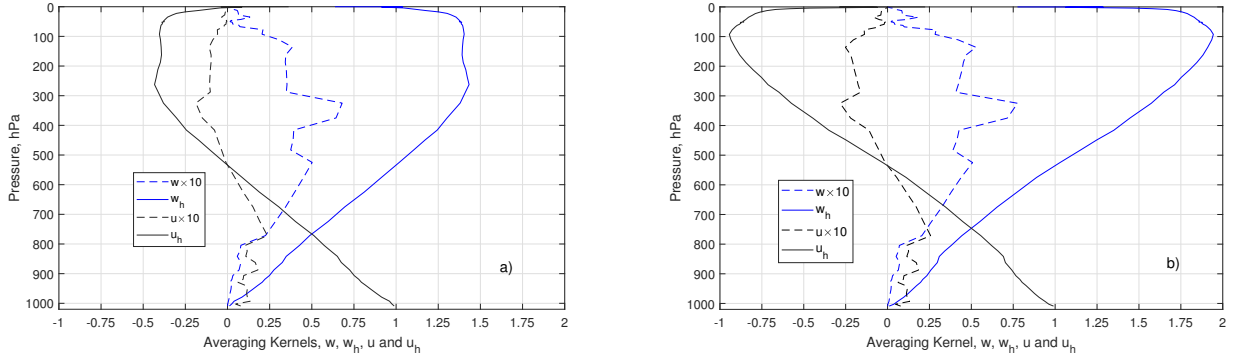 0
100
200
300
400
500
600
700
800
900
1000
Pressure, hPa
w×10
w_h
u×10
u_h
a)
-1 -0.75 -0.5 -0.25 0 0.25 0.5 0.75 1 1.25 1.5 1.75 2
Averaging Kernels, w, w_h, u and u_h
0
100
200
300
400
500
600
700
800
900
1000
Pressure, hPa
w×10
w_h
u×10
u_h
b)
-1 -0.75 -0.5 -0.25 0 0.25 0.5 0.75 1 1.25 1.5 1.75 2
Averaging Kernel, w, w_h, u and u_h